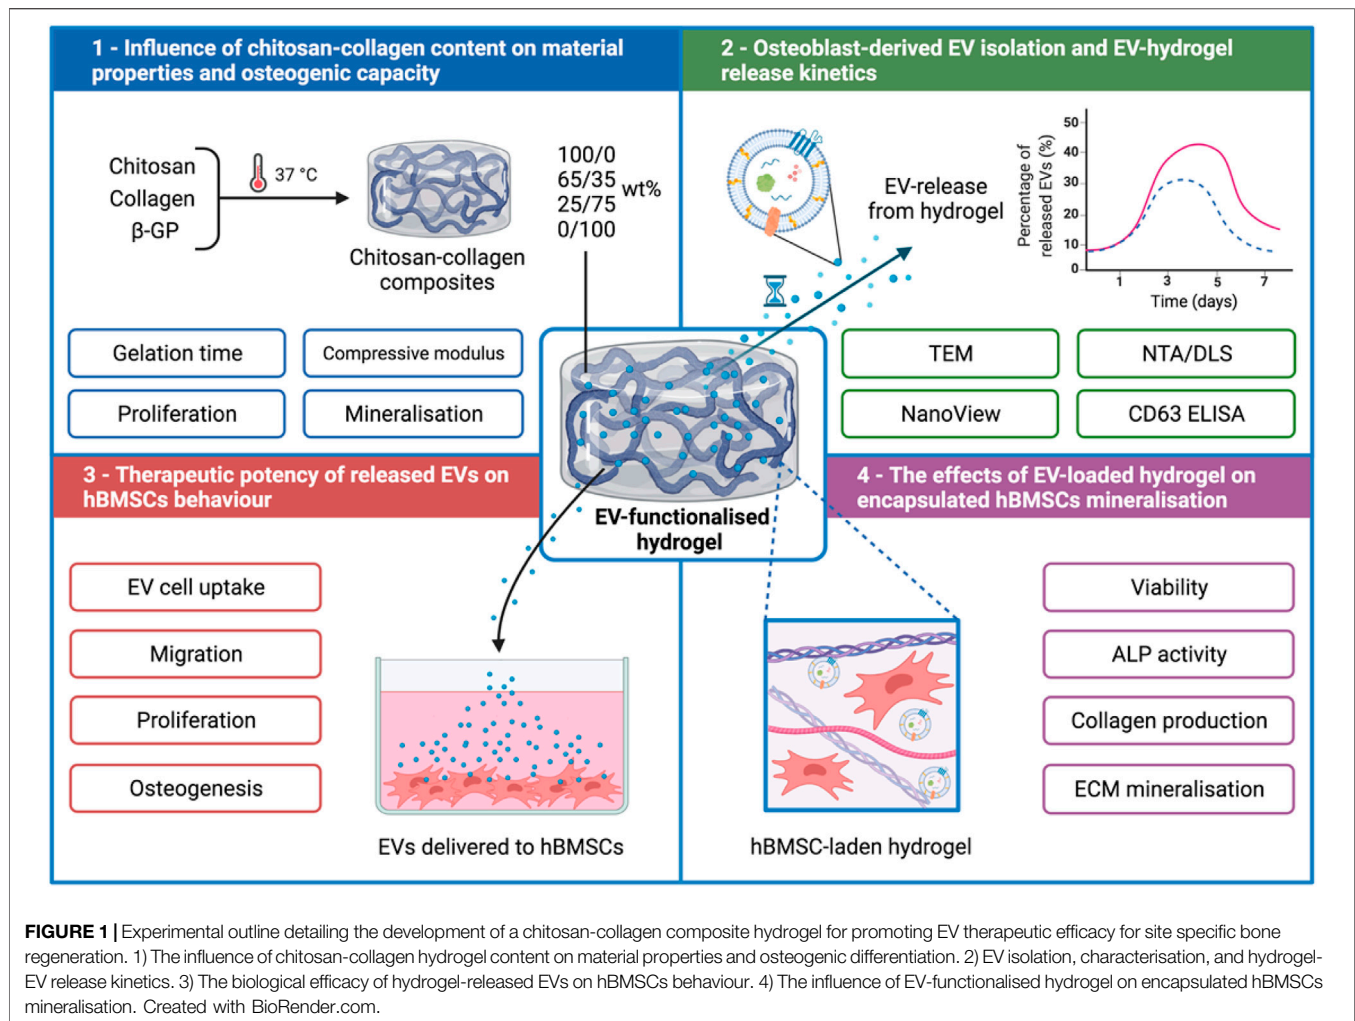 1 - Influence of chitosan-collagen content on material
properties and osteogenic capacity
Chitosan
Collagen
β-GP
37 °C
Chitosan-collagen
composites
100/0
65/35
25/75
0/100
wt%
Gelation time
Compressive modulus
Proliferation
Mineralisation
2 - Osteoblast-derived EV isolation and EV-hydrogel
release kinetics
EV-release
from hydrogel
Percentage of
released EVs (%)
50
40
30
20
10
0
1
3
5
7
Time (days)
TEM
NTA/DLS
NanoView
CD63 ELISA
EV-functionalised
hydrogel
3 - Therapeutic potency of released EVs on
hBMSCs behaviour
EV cell uptake
Migration
Proliferation
Osteogenesis
EVs delivered to hBMSCs
4 - The effects of EV-loaded hydrogel on
encapsulated hBMSCs mineralisation
hBMSC-laden hydrogel
Viability
ALP activity
Collagen production
ECM mineralisation
FIGURE 1 | Experimental outline detailing the development of a chitosan-collagen composite hydrogel for promoting EV therapeutic efficacy for site specific bone
regeneration. 1) The influence of chitosan-collagen hydrogel content on material properties and osteogenic differentiation. 2) EV isolation, characterisation, and hydrogel-
EV release kinetics. 3) The biological efficacy of hydrogel-released EVs on hBMSCs behaviour. 4) The influence of EV-functionalised hydrogel on encapsulated hBMSCs
mineralisation. Created with BioRender.com.